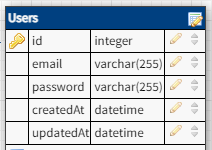 Users
id integer
email varchar(255)
password varchar(255)
createdAt datetime
updatedAt datetime